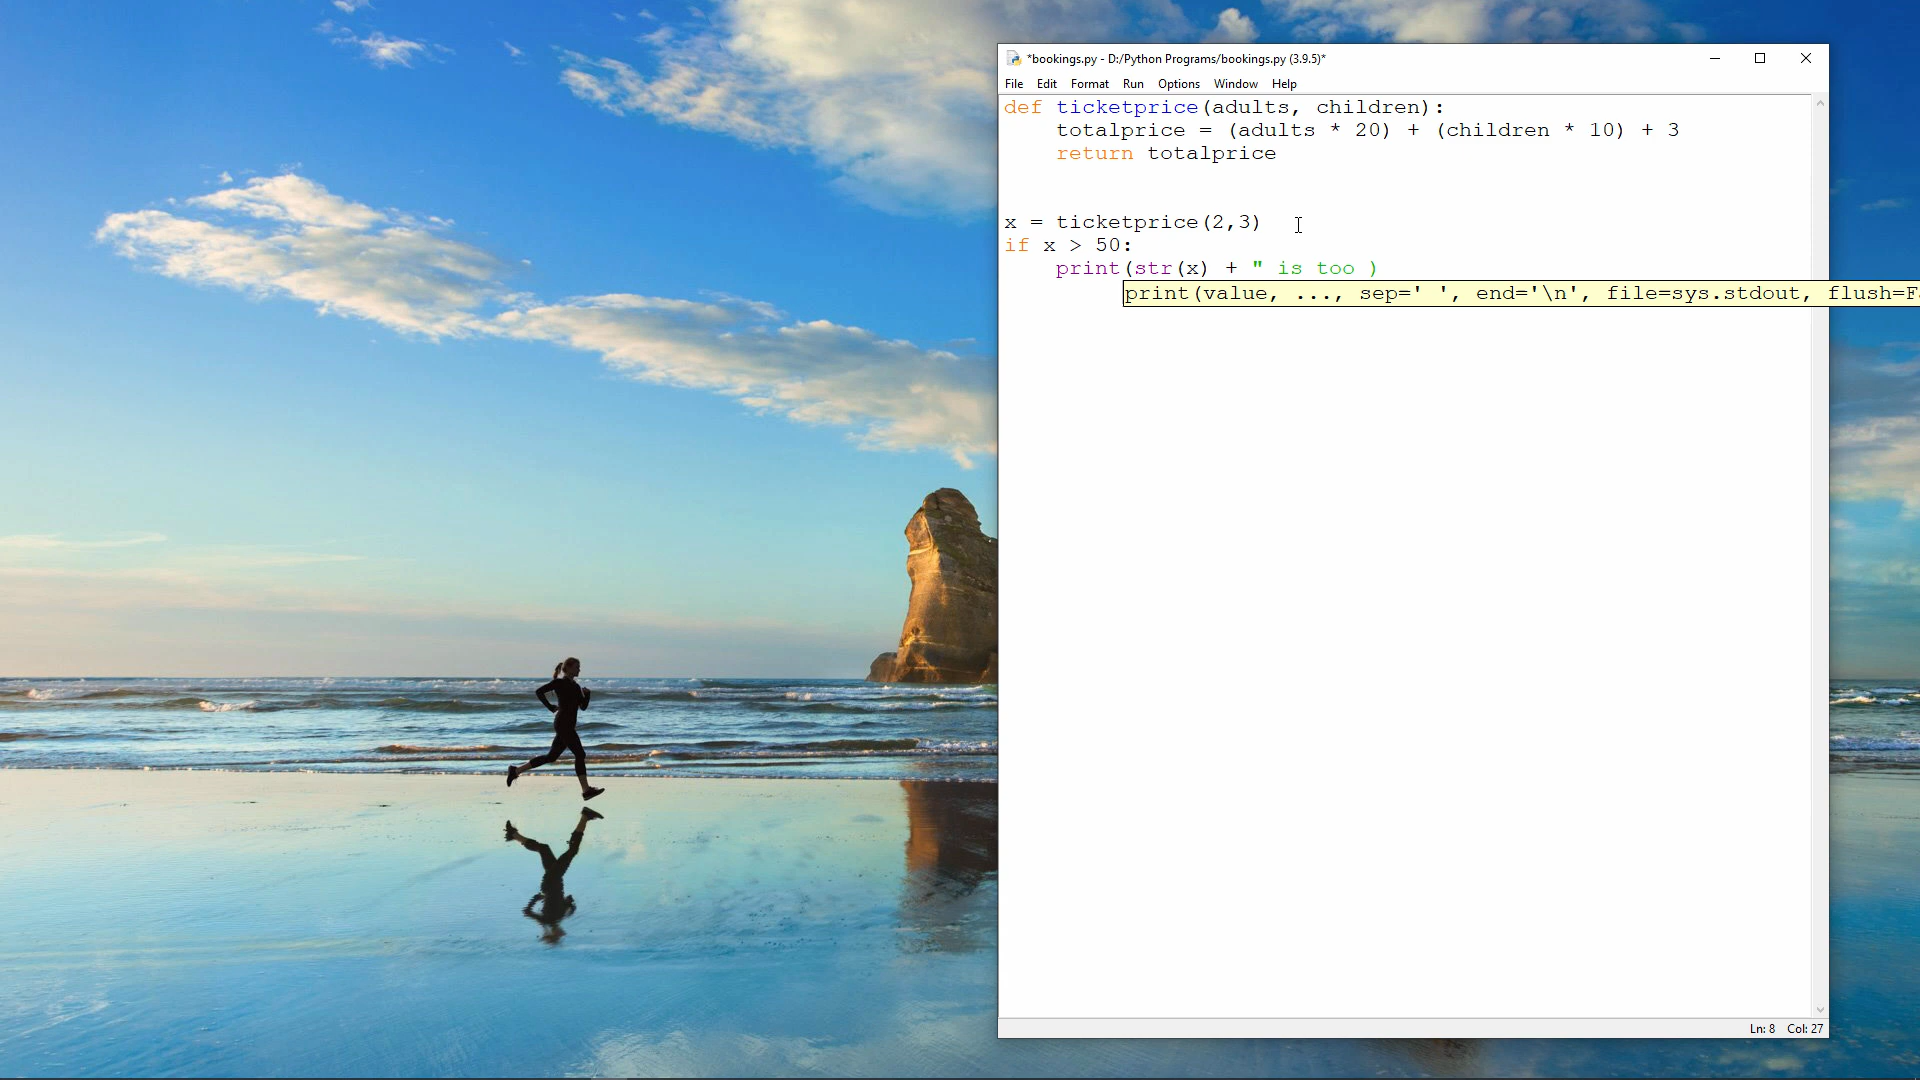 *bookings.py - D:/Python Programs/bookings.py (3.9.5)*
File Edit Format Run Options Window Help
def ticketprice(adults, children):
    totalprice = (adults * 20) + (children * 10) + 3
    return totalprice
x = ticketprice(2,3)
if x > 50:
    print(str(x) + " is too )
print(value, ..., sep=' ', end='\n', file=sys.stdout, flush=F
Ln: 8 Col: 27